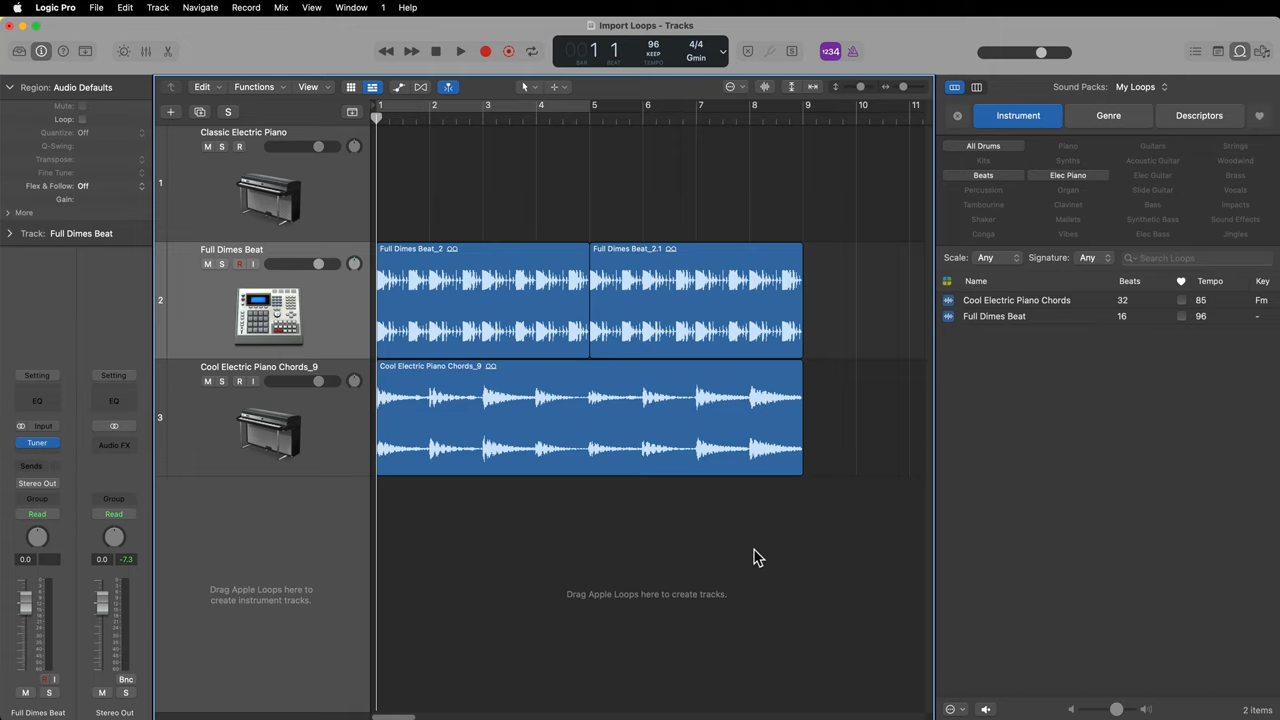 Logic Pro File Edit Track Navigate Record Mix View Window 1 Help
Import Loops - Tracks
001 1 96 4/4
KEEP Gmin
BAR BEAT TEMPO
1234
Region: Audio Defaults
Mute:
Loop:
Quantize: Off
Q-Swing:
Transpose:
Fine Tune:
Flex & Follow: Off
Gain:
More
Track: Full Dimes Beat
Setting Setting
EQ EQ
Input
Tuner Audio FX
Sends
Stereo Out
Group Group
Read Read
0.0 0.0 -7.3
R I Bnc
M S M S
Full Dimes Beat Stereo Out
Edit Functions View
S
1 2 3 4 5 6 7 8 9 10 11
Classic Electric Piano
M S R
1
Full Dimes Beat
M S R I
2
Full Dimes Beat_2 Full Dimes Beat_2.1
Cool Electric Piano Chords_9
M S R I
3
Cool Electric Piano Chords_9
Drag Apple Loops here to
create instrument tracks.
Drag Apple Loops here to create tracks.
Sound Packs: My Loops
Instrument Genre Descriptors
All Drums Piano Guitars Strings
Kits Synths Acoustic Guitar Woodwind
Beats Elec Piano Elec Guitar Brass
Percussion Organ Slide Guitar Vocals
Tambourine Clavinet Bass Impacts
Shaker Mallets Synthetic Bass Sound Effects
Conga Vibes Elec Bass Jingles
Scale: Any Signature: Any Search Loops
Name Beats Tempo Key
Cool Electric Piano Chords 32 85 Fm
Full Dimes Beat 16 96 -
2 items